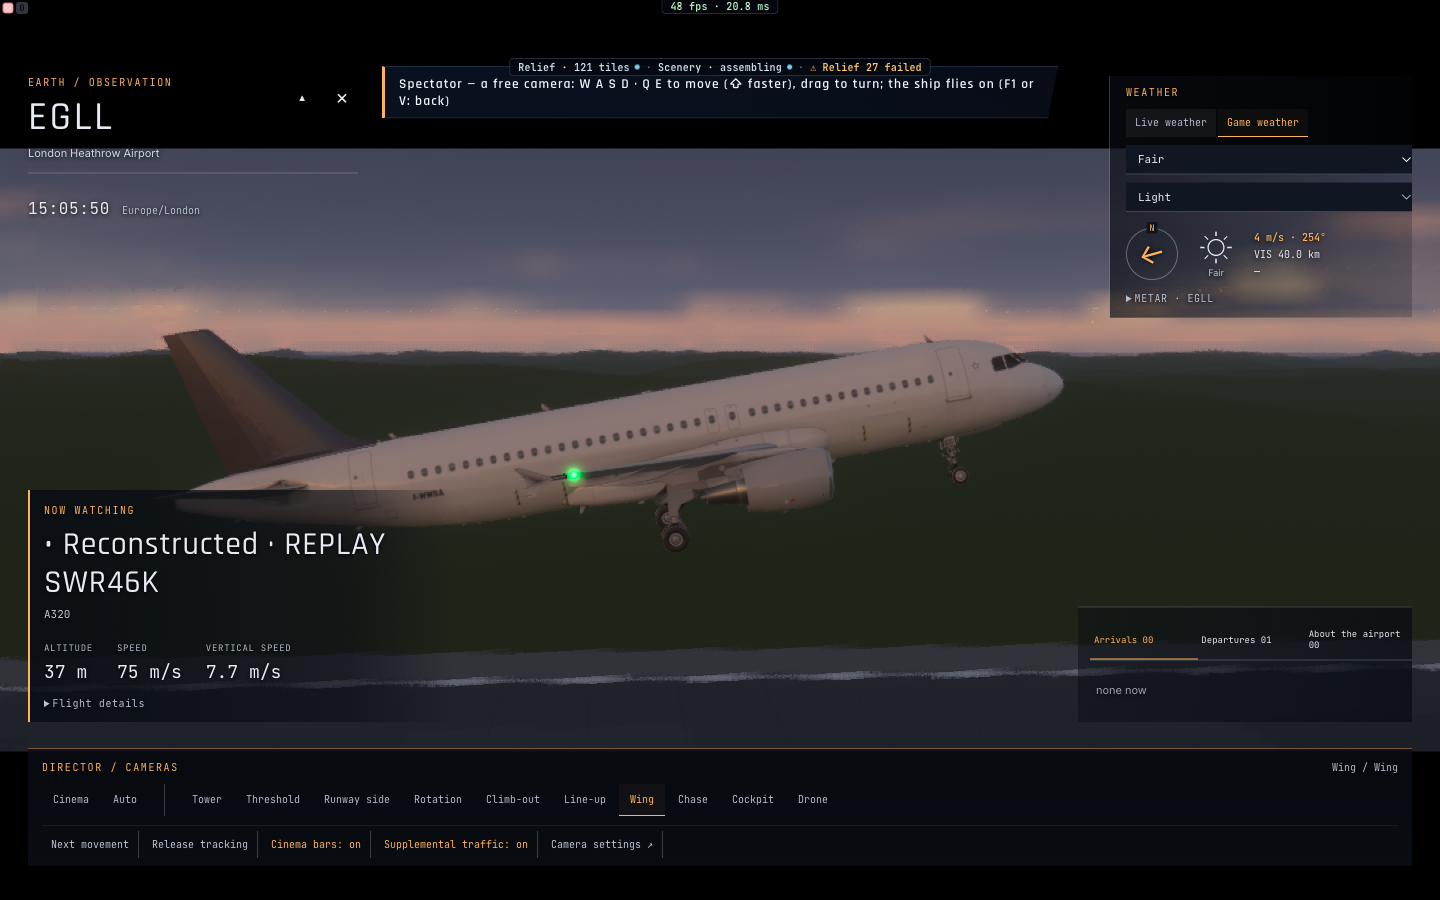 48 fps · 20.8 ms
EARTH / OBSERVATION
EGLL
London Heathrow Airport
15:05:50 Europe/London
Relief · 121 tiles · Scenery · assembling · ⚠ Relief 27 failed
Spectator — a free camera: W A S D · Q E to move (⇧ faster), drag to turn; the ship flies on (F1 or
V: back)
WEATHER
Live weather Game weather
Fair
Light
N
4 m/s · 254°
VIS 40.0 km
—
Fair
METAR · EGLL
NOW WATCHING
· Reconstructed · REPLAY
SWR46K
A320
ALTITUDE SPEED VERTICAL SPEED
37 m 75 m/s 7.7 m/s
Flight details
Arrivals 00 Departures 01 About the airport
00
none now
DIRECTOR / CAMERAS
Wing / Wing
Cinema Auto Tower Threshold Runway side Rotation Climb-out Line-up Wing Chase Cockpit Drone
Next movement Release tracking Cinema bars: on Supplemental traffic: on Camera settings ↗